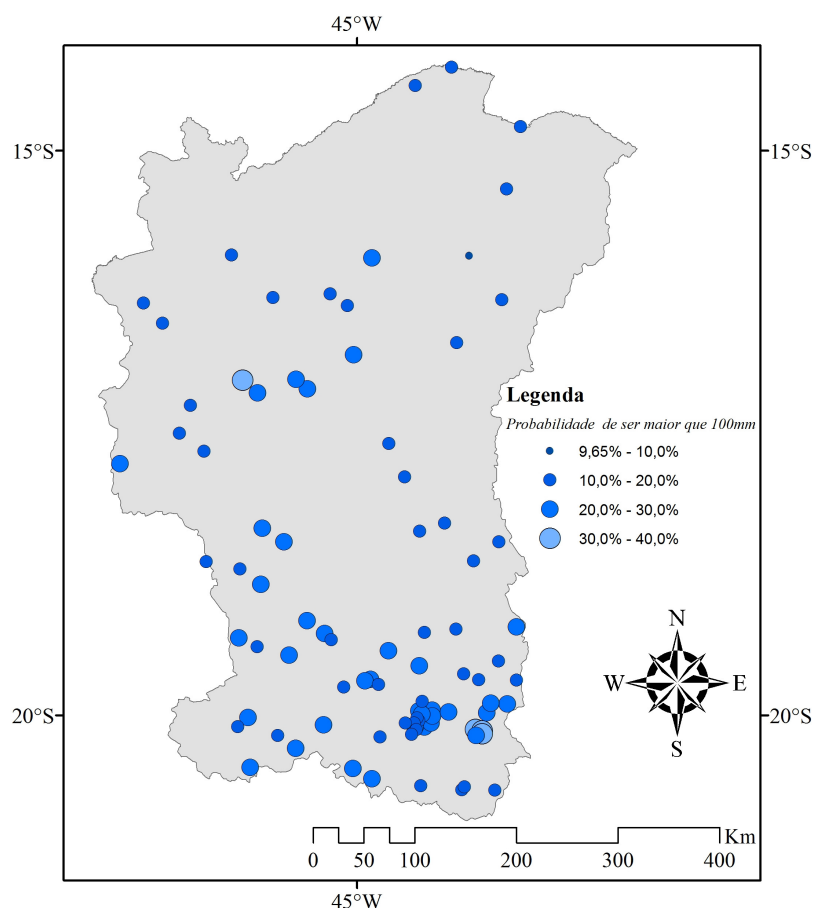 45°W
15°S
15°S
Legenda
Probabilidade de ser maior que 100mm
9,65% - 10,0%
10,0% - 20,0%
20,0% - 30,0%
30,0% - 40,0%
N
W
E
S
20°S
20°S
Km
0 50 100 200 300 400
45°W